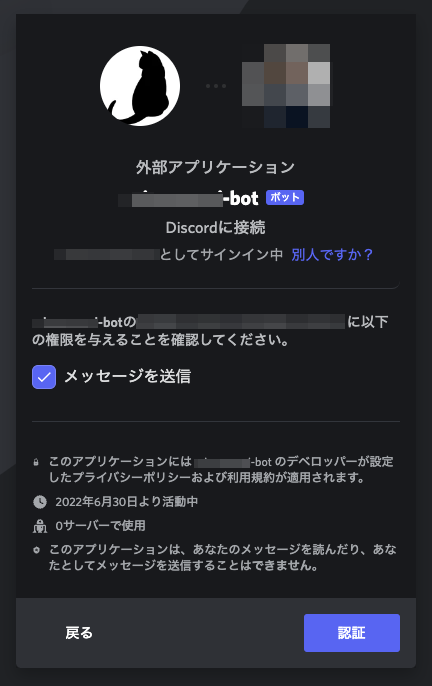 外部アプリケーション
-bot ボット
Discordに接続
としてサインイン中 別人ですか？
-botの に以下
の権限を与えることを確認してください。
メッセージを送信
このアプリケーションには -bot のデベロッパーが設定
したプライバシーポリシーおよび利用規約が適用されます。
2022年6月30日より活動中
0サーバーで使用
このアプリケーションは、あなたのメッセージを読んだり、あな
たとしてメッセージを送信することはできません。
戻る 認証